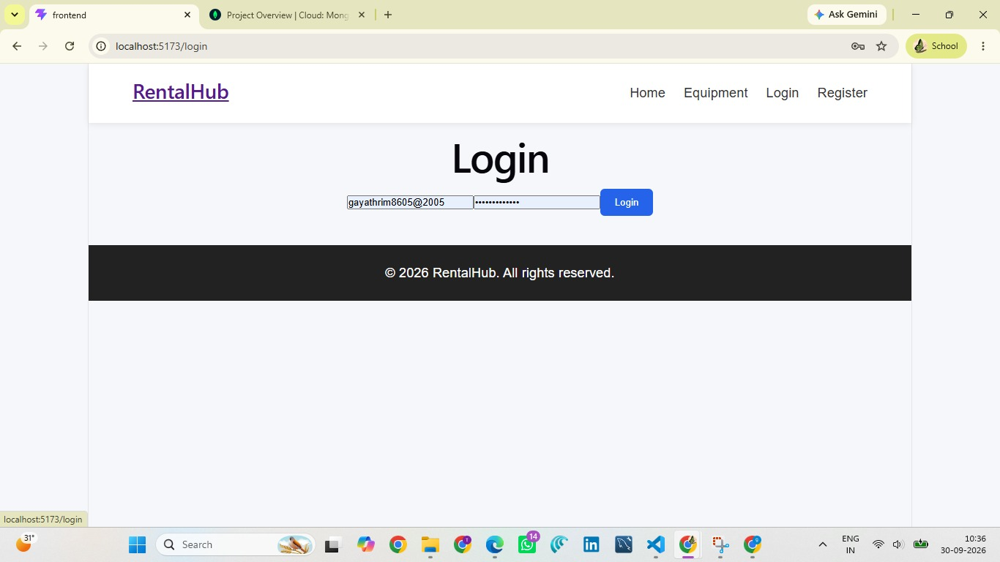 frontend
Project Overview | Cloud: Mong
Ask Gemini
localhost:5173/login
School
RentalHub
Home
Equipment
Login
Register
Login
gayathrim8605@2005
•••••••••••••
Login
© 2026 RentalHub. All rights reserved.
localhost:5173/login
31°
Search
14
ENG
IN
10:36
30-09-2026